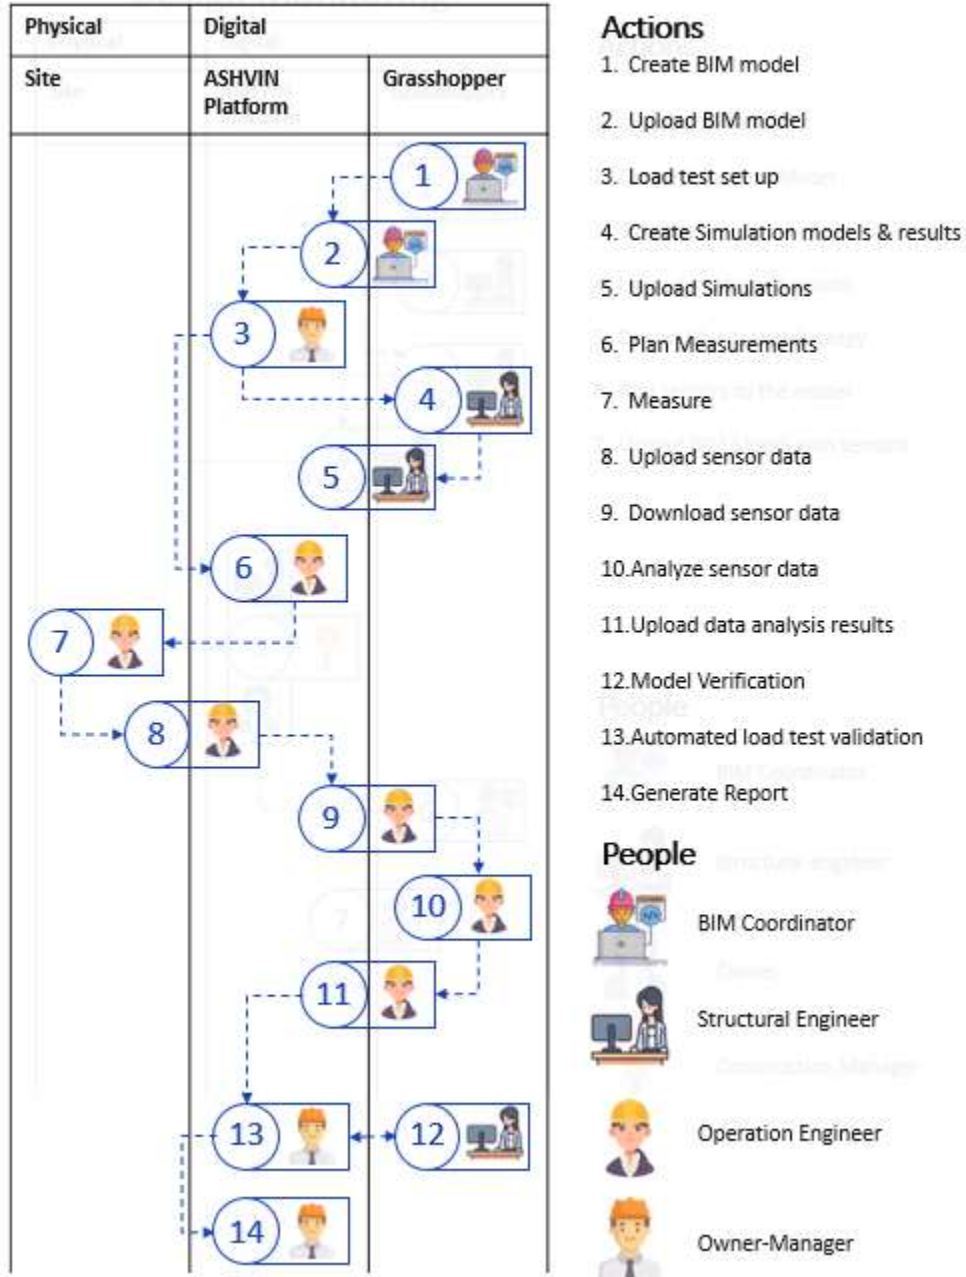 Physical
Digital
Site
ASHVIN
Platform
Grasshopper
1
2
3
4
5
6
7
8
9
10
11
13
12
14
Actions
1. Create BIM model
2. Upload BIM model
3. Load test set up
4. Create Simulation models & results
5. Upload Simulations
6. Plan Measurements
7. Measure
8. Upload sensor data
9. Download sensor data
10.Analyze sensor data
11.Upload data analysis results
12.Model Verification
13.Automated load test validation
14.Generate Report
People
BIM Coordinator
Structural Engineer
Operation Engineer
Owner-Manager